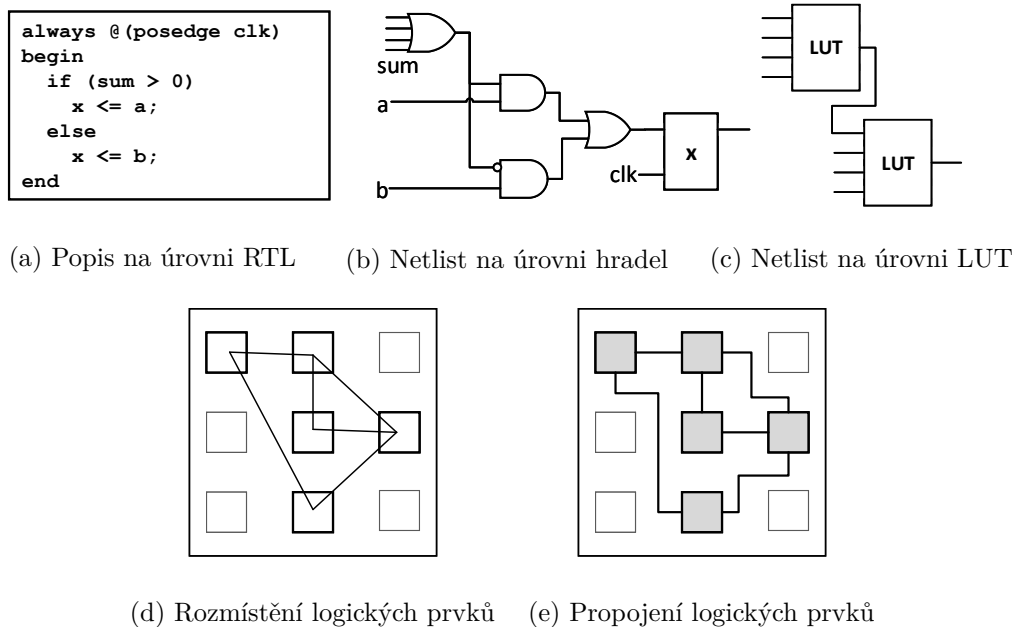 always @(posedge clk)
begin
if (sum > 0)
x <= a;
else
x <= b;
end
sum
a
b
clk
x
LUT
LUT
(a) Popis na úrovni RTL
(b) Netlist na úrovni hradel
(c) Netlist na úrovni LUT
(d) Rozmístění logických prvků
(e) Propojení logických prvků